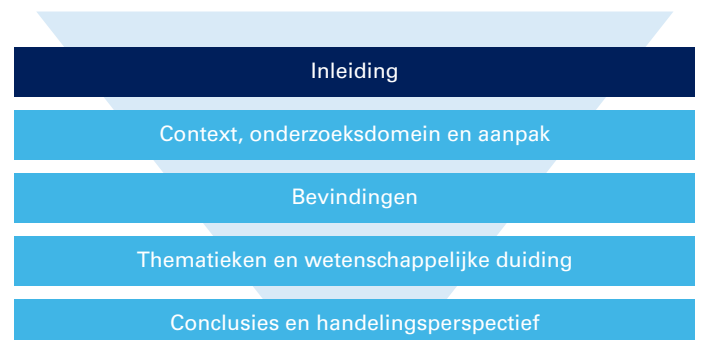 Inleiding
Context, onderzoeksdomein en aanpak
Bevindingen
Thematieken en wetenschappelijke duiding
Conclusies en handelingsperspectief